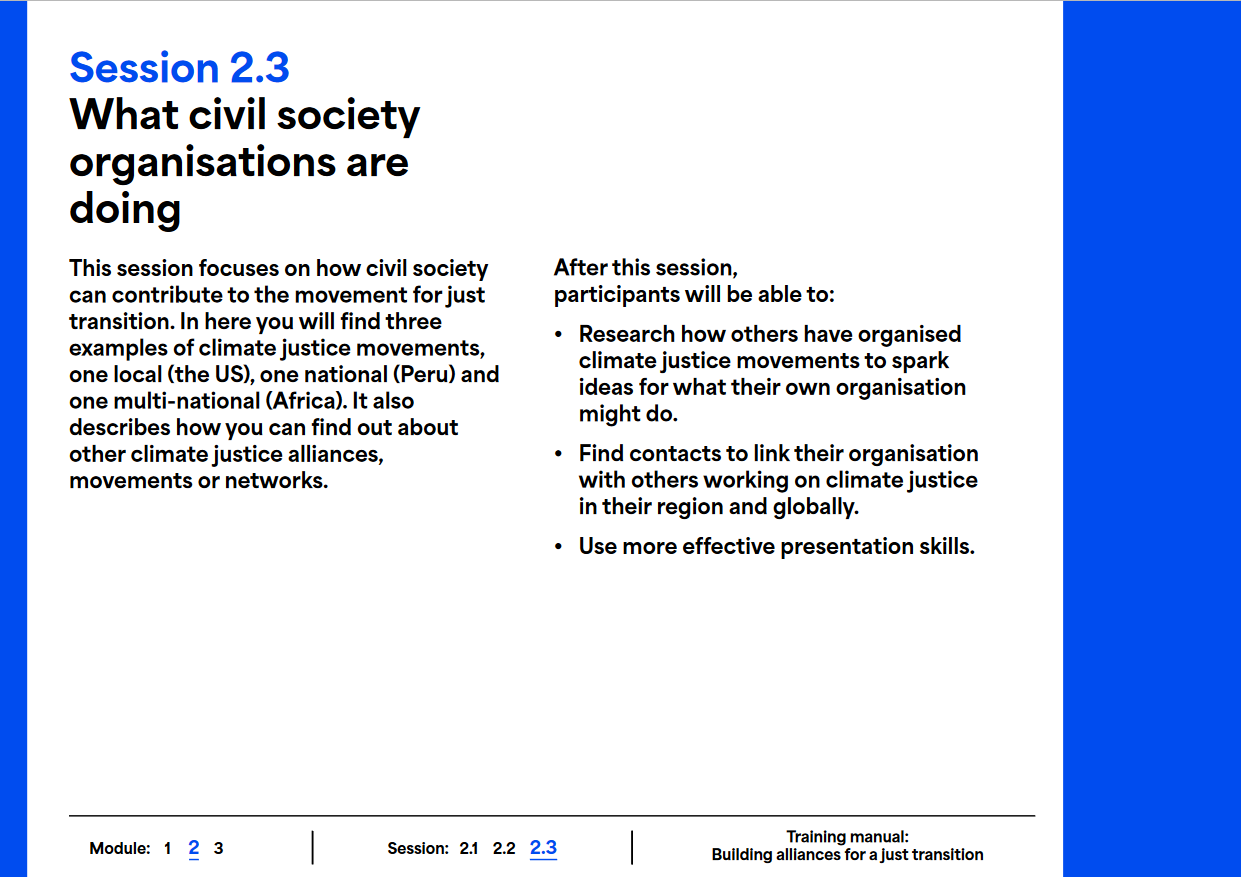 Session 2.3
What civil society
organisations are
doing
This session focuses on how civil society
can contribute to the movement for just
transition. In here you will find three
examples of climate justice movements,
one local (the US), one national (Peru) and
one multi-national (Africa). It also
describes how you can find out about
other climate justice alliances,
movements or networks.
After this session,
participants will be able to:
• Research how others have organised
climate justice movements to spark
ideas for what their own organisation
might do.
• Find contacts to link their organisation
with others working on climate justice
in their region and globally.
• Use more effective presentation skills.
Module: 1 2 3
Session: 2.1 2.2 2.3
Training manual:
Building alliances for a just transition